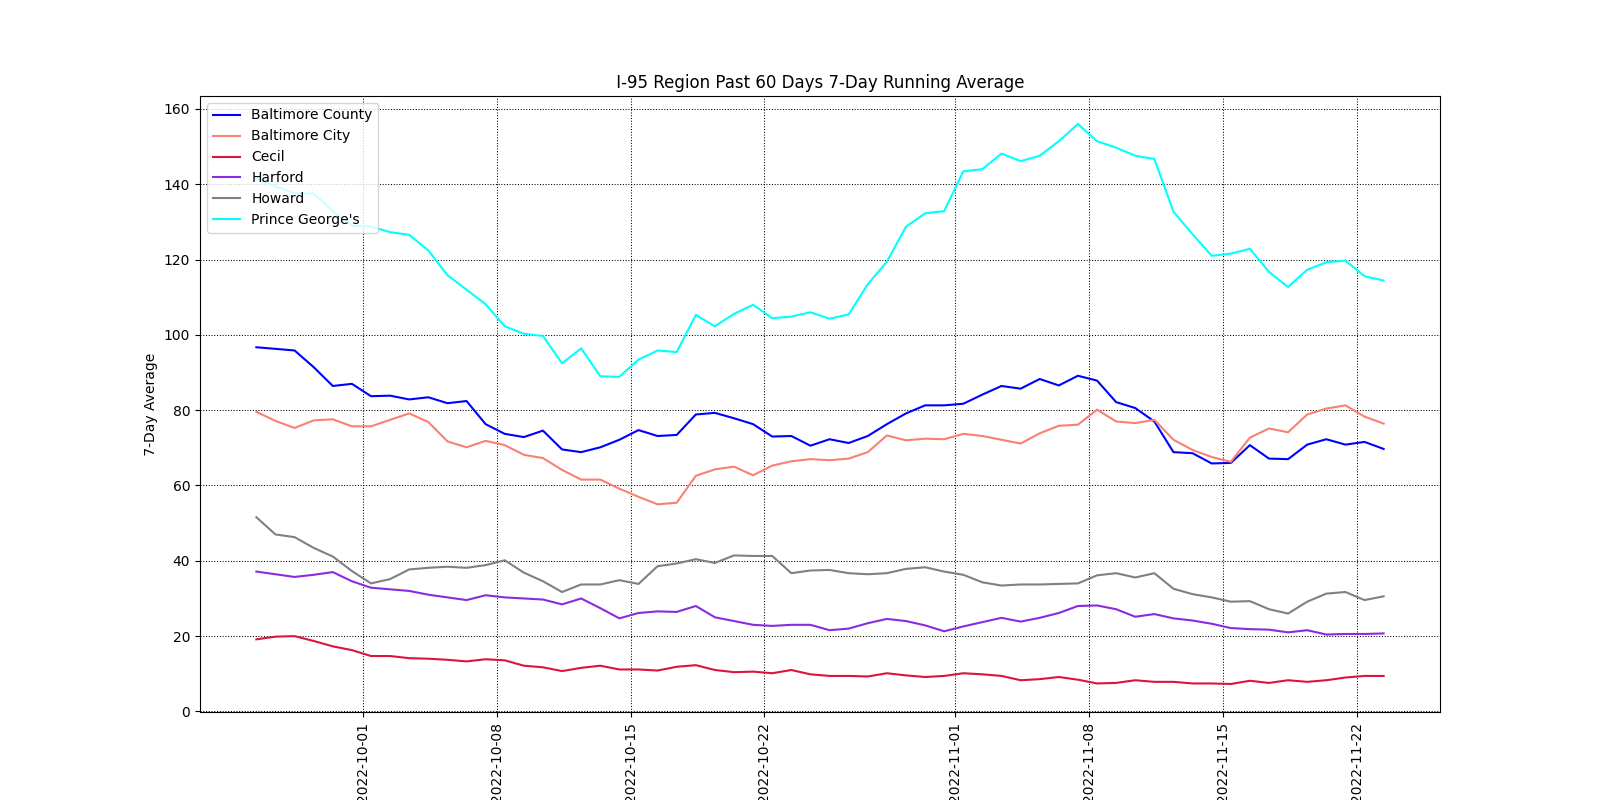 I-95 Region Past 60 Days 7-Day Running Average
160
140
120
100
80
60
40
20
0
7-Day Average
Baltimore County
Baltimore City
Cecil
Harford
Howard
Prince George's
2022-10-01
2022-10-08
2022-10-15
2022-10-22
2022-11-01
2022-11-08
2022-11-15
2022-11-22